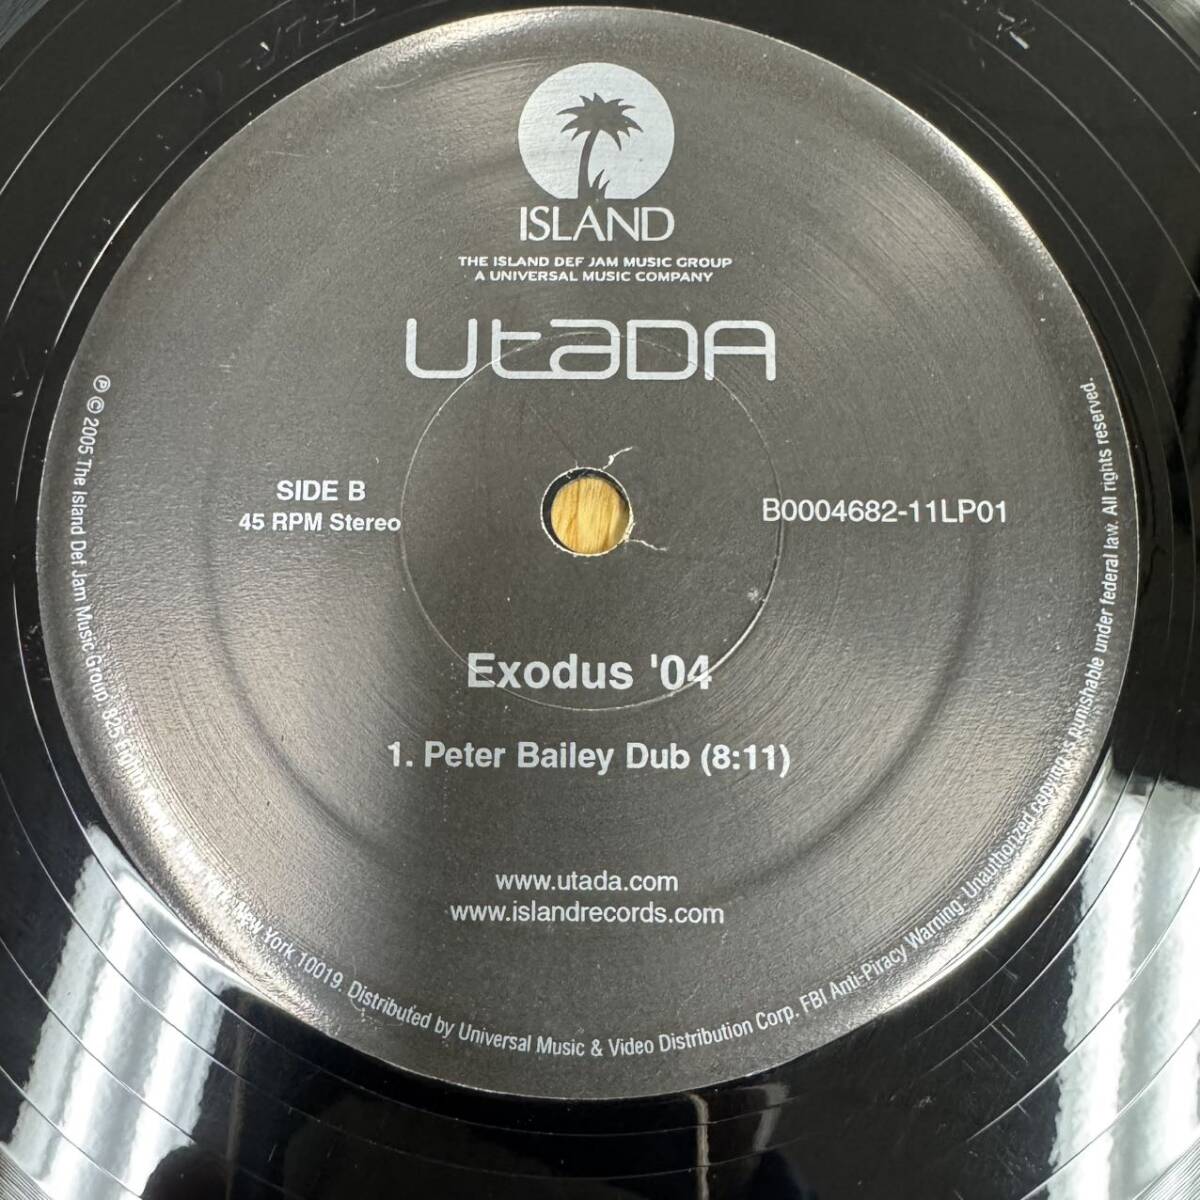 ISLAND
THE ISLAND DEF JAM MUSIC GROUP
A UNIVERSAL MUSIC COMPANY
UtaDA
SIDE B
45 RPM Stereo
B0004682-11LP01
Exodus '04
1. Peter Bailey Dub (8:11)
www.utada.com
www.islandrecords.com
℗ © 2005 The Island Def Jam Music Group, 825 New York 10019. Distributed by Universal Music & Video Distribution Corp. FBI Anti-Piracy Warning: Unauthorized copying is punishable under federal law. All rights reserved.